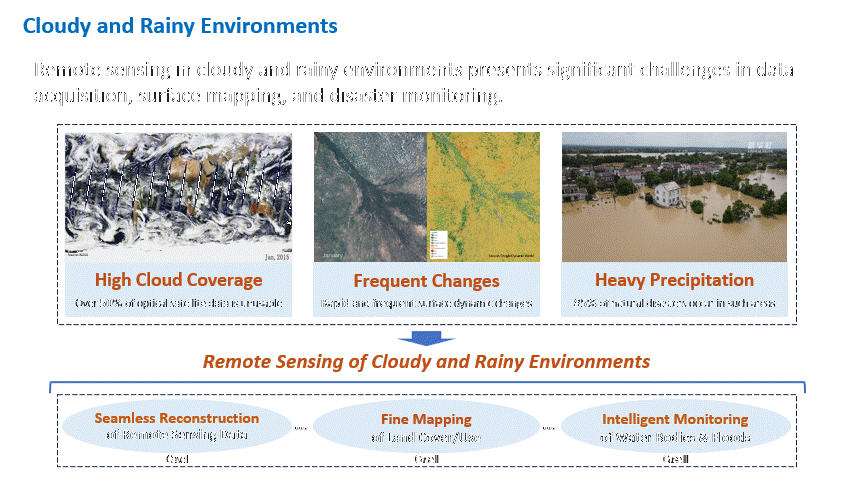 Cloudy and Rainy Environments
Remote sensing in cloudy and rainy environments presents significant challenges in data
acquisition, surface mapping, and disaster monitoring.
Jan, 2015
January
新华社
High Cloud Coverage
Frequent Changes
Heavy Precipitation
Over 50% of optical satellite data is unusable
Rapid and frequent surface dynamic changes
95% of natural disasters occur in such areas
Remote Sensing of Cloudy and Rainy Environments
Seamless Reconstruction
of Remote Sensing Data
Fine Mapping
of Land Cover/Use
Intelligent Monitoring
of Water Bodies & Floods